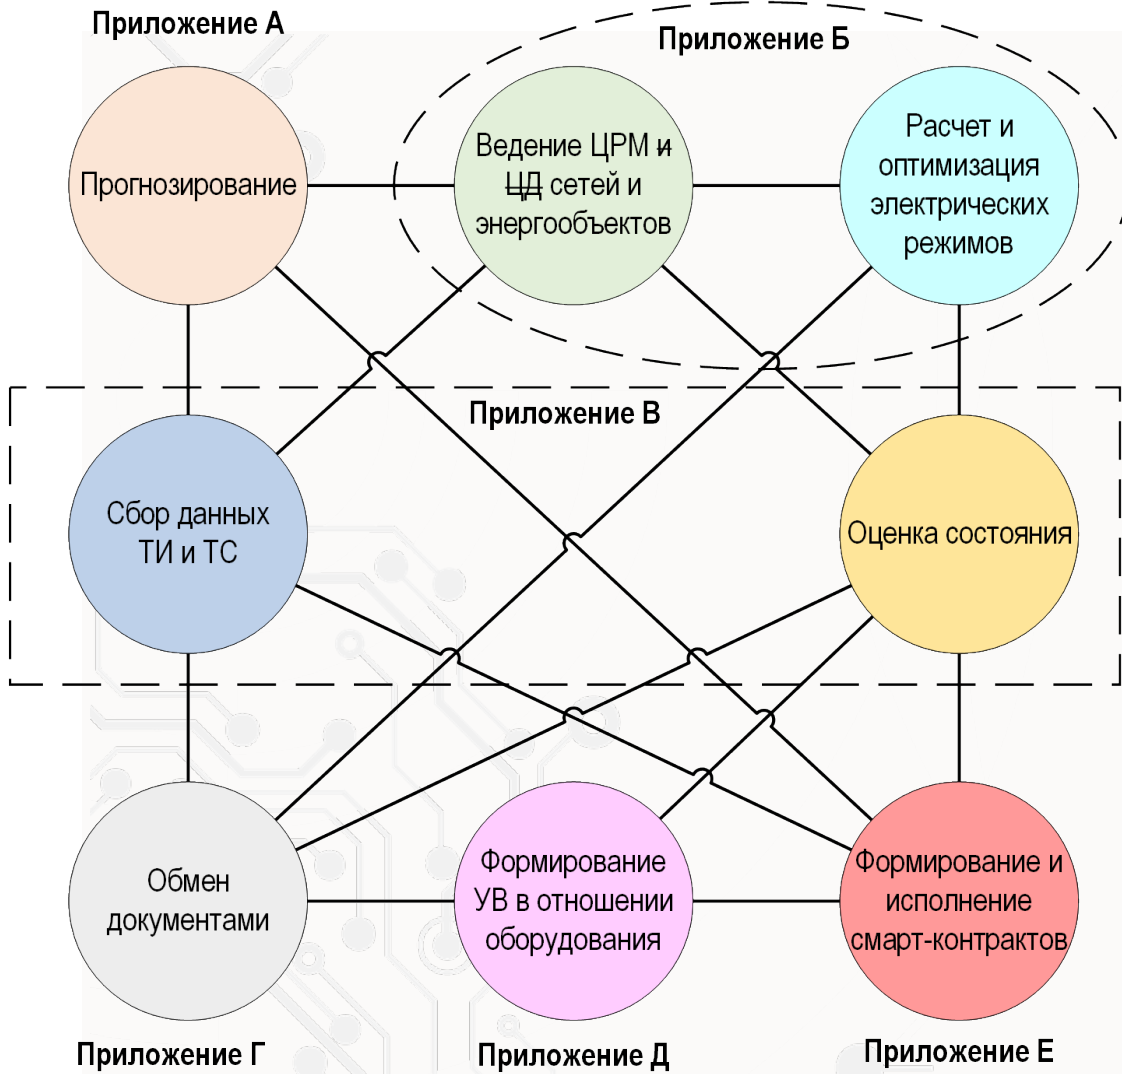 Приложение А
Приложение Б
Прогнозирование
Ведение ЦРМ и
ЦД сетей и
энергообъектов
Расчет и
оптимизация
электрических
режимов
Приложение В
Сбор данных
ТИ и ТС
Оценка состояния
Обмен
документами
Формирование
УВ в отношении
оборудования
Формирование и
исполнение
смарт-контрактов
Приложение Г
Приложение Д
Приложение Е